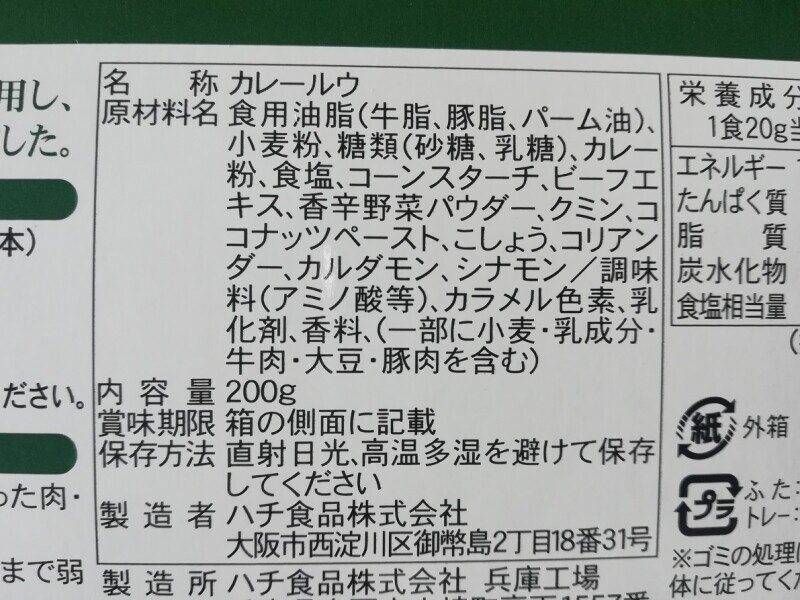 用し、
した。
本）
ださい。
った肉・
まで弱
名称 カレールウ
原材料名 食用油脂(牛脂、豚脂、パーム油)、
小麦粉、糖類(砂糖、乳糖)、カレー
粉、食塩、コーンスターチ、ビーフエ
キス、香辛野菜パウダー、クミン、コ
コナッツペースト、こしょう、コリアン
ダー、カルダモン、シナモン／調味
料(アミノ酸等)、カラメル色素、乳
化剤、香料、(一部に小麦・乳成分・
牛肉・大豆・豚肉を含む)
内容量 200g
賞味期限 箱の側面に記載
保存方法 直射日光、高温多湿を避けて保存
してください
製造者 ハチ食品株式会社
大阪市西淀川区御幣島2丁目18番31号
製造所 ハチ食品株式会社 兵庫工場
栄養成分
1食20g当
エネルギー
たんぱく質
脂質
炭水化物
食塩相当量
紙 外箱
プラ ふた:
トレー:
※ゴミの処理
体に従ってくだ